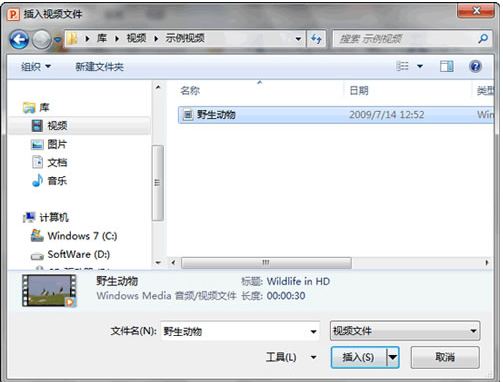 插入视频文件
库 ▸ 视频 ▸ 示例视频
搜索 示例视频
组织 新建文件夹
名称 日期 类型
库
视频
图片
文档
音乐
野生动物 2009/7/14 12:52 Win
计算机
Windows 7 (C:)
SoftWare (D:)
野生动物 标题: Wildlife in HD
Windows Media 音频/视频文件 长度: 00:00:30
文件名(N): 野生动物 视频文件
工具(L) 插入(S) 取消